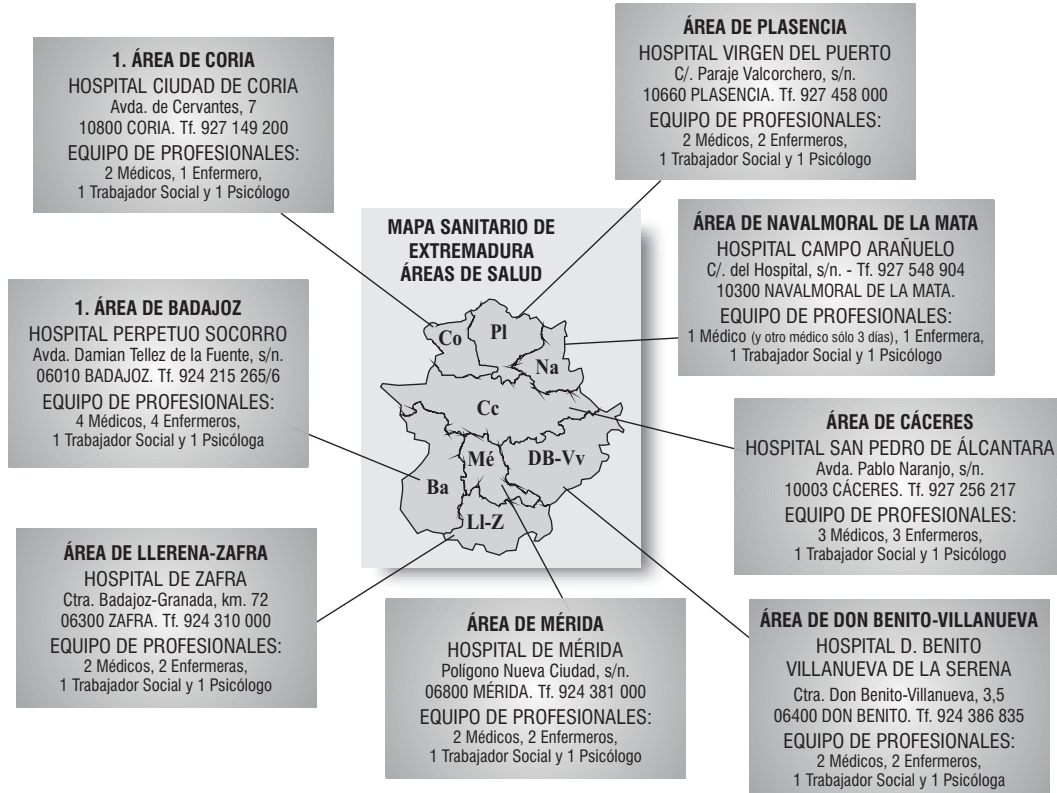 1. ÁREA DE CORIA
HOSPITAL CIUDAD DE CORIA
Avda. de Cervantes, 7
10800 CORIA. Tf. 927 149 200
EQUIPO DE PROFESIONALES:
2 Médicos, 1 Enfermero,
1 Trabajador Social y 1 Psicólogo
ÁREA DE PLASENCIA
HOSPITAL VIRGEN DEL PUERTO
C/. Paraje Valcorchero, s/n.
10660 PLASENCIA. Tf. 927 458 000
EQUIPO DE PROFESIONALES:
2 Médicos, 2 Enfermeros,
1 Trabajador Social y 1 Psicólogo
MAPA SANITARIO DE
EXTREMADURA
ÁREAS DE SALUD
Co
Pl
Na
Cc
Mé
DB-Vv
Ba
Ll-Z
ÁREA DE NAVALMORAL DE LA MATA
HOSPITAL CAMPO ARAÑUELO
C/. del Hospital, s/n. - Tf. 927 548 904
10300 NAVALMORAL DE LA MATA.
EQUIPO DE PROFESIONALES:
1 Médico (y otro médico sólo 3 días), 1 Enfermera,
1 Trabajador Social y 1 Psicólogo
1. ÁREA DE BADAJOZ
HOSPITAL PERPETUO SOCORRO
Avda. Damian Tellez de la Fuente, s/n.
06010 BADAJOZ. Tf. 924 215 265/6
EQUIPO DE PROFESIONALES:
4 Médicos, 4 Enfermeros,
1 Trabajador Social y 1 Psicóloga
ÁREA DE CÁCERES
HOSPITAL SAN PEDRO DE ÁLCANTARA
Avda. Pablo Naranjo, s/n.
10003 CÁCERES. Tf. 927 256 217
EQUIPO DE PROFESIONALES:
3 Médicos, 3 Enfermeros,
1 Trabajador Social y 1 Psicólogo
ÁREA DE LLERENA-ZAFRA
HOSPITAL DE ZAFRA
Ctra. Badajoz-Granada, km. 72
06300 ZAFRA. Tf. 924 310 000
EQUIPO DE PROFESIONALES:
2 Médicos, 2 Enfermeras,
1 Trabajador Social y 1 Psicólogo
ÁREA DE MÉRIDA
HOSPITAL DE MÉRIDA
Polígono Nueva Ciudad, s/n.
06800 MÉRIDA. Tf. 924 381 000
EQUIPO DE PROFESIONALES:
2 Médicos, 2 Enfermeros,
1 Trabajador Social y 1 Psicólogo
ÁREA DE DON BENITO-VILLANUEVA
HOSPITAL D. BENITO
VILLANUEVA DE LA SERENA
Ctra. Don Benito-Villanueva, 3,5
06400 DON BENITO. Tf. 924 386 835
EQUIPO DE PROFESIONALES:
2 Médicos, 2 Enfermeros,
1 Trabajador Social y 1 Psicóloga